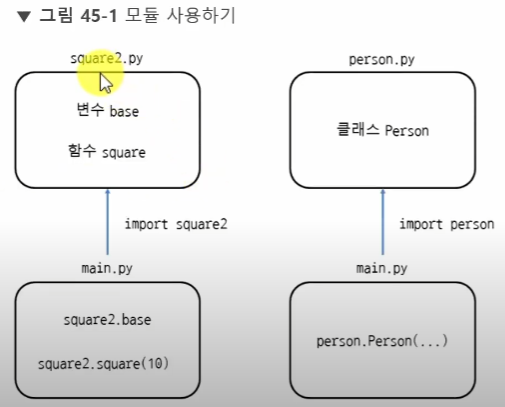 ▼ 그림 45-1 모듈 사용하기
square2.py
변수 base
함수 square
import square2
main.py
square2.base
square2.square(10)
person.py
클래스 Person
import person
main.py
person.Person(...)